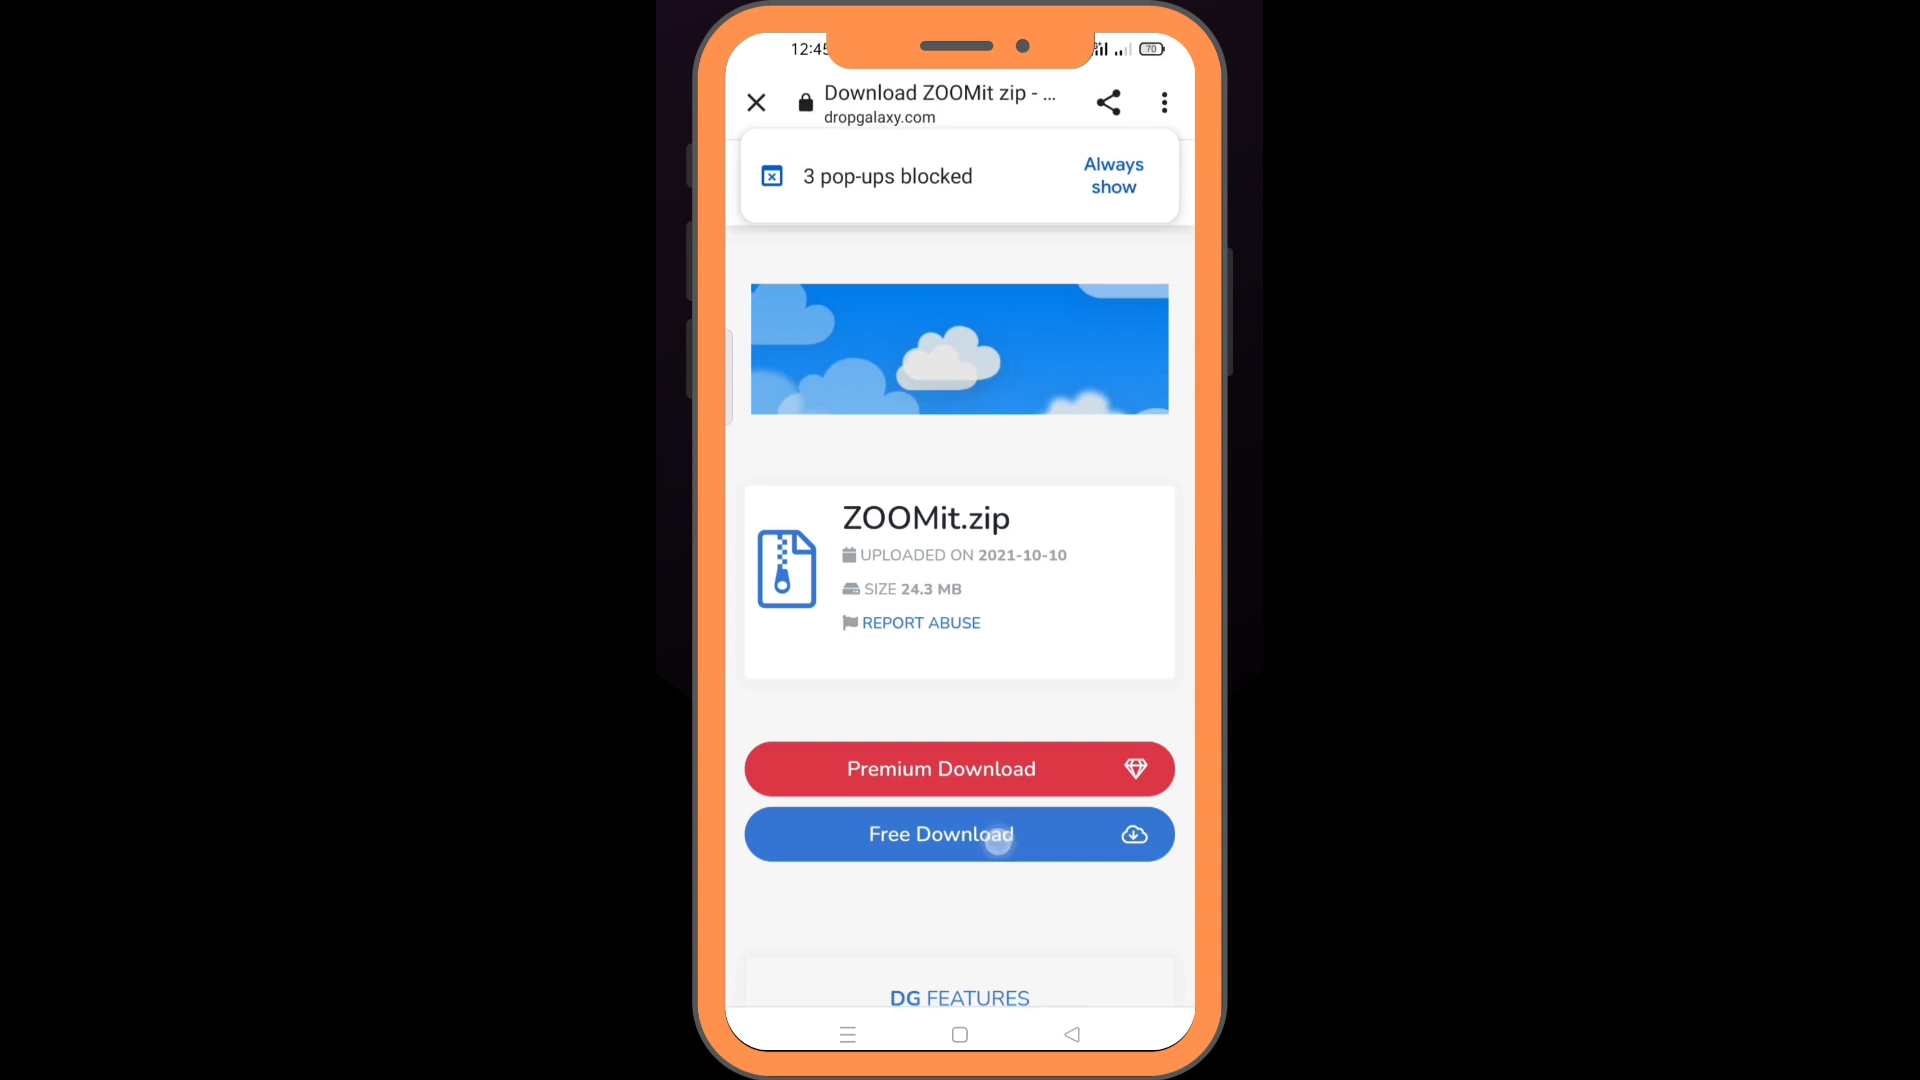 12:45
70
Download ZOOMit zip - ...
dropgalaxy.com
3 pop-ups blocked
Always
show
ZOOMit.zip
UPLOADED ON 2021-10-10
SIZE 24.3 MB
REPORT ABUSE
Premium Download
Free Download
DG FEATURES